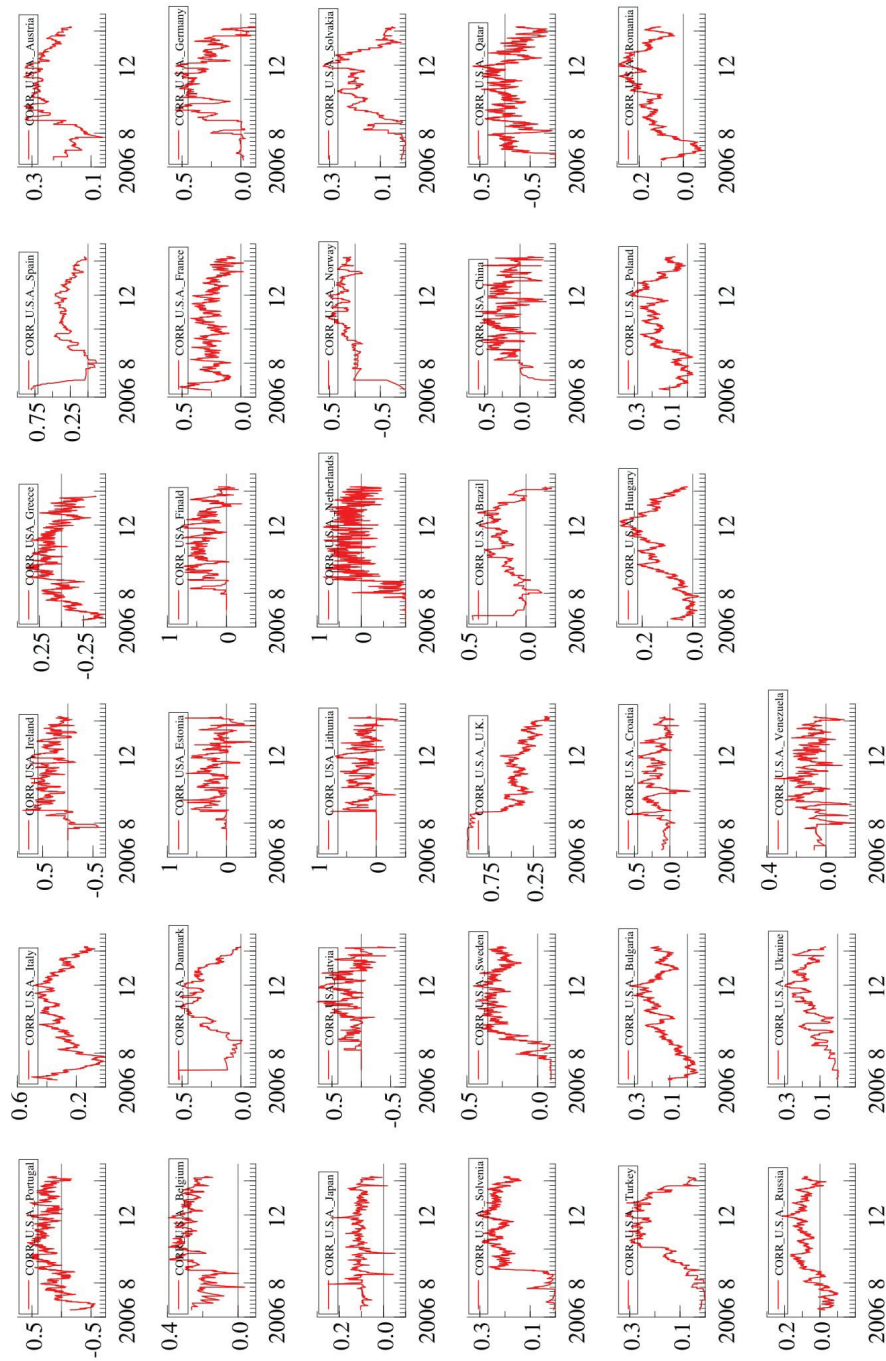 CORR_U.S.A._Portugal
0.5
-0.5
2006 8 12
CORR_U.S.A._Italy
0.6
0.2
2006 8 12
CORR_USA_Ireland
0.5
-0.5
2006 8 12
CORR_USA_Greece
0.25
-0.25
2006 8 12
CORR_U.S.A._Spain
0.75
0.25
2006 8 12
CORR_U.S.A._Austria
0.3
0.1
2006 8 12
CORR_U.S.A._Belgium
0.4
0.0
2006 8 12
CORR_U.S.A._Danmark
0.5
0.0
2006 8 12
CORR_USA_Estonia
1
0
2006 8 12
CORR_USA_Finald
1
0
2006 8 12
CORR_U.S.A._France
0.5
0.0
2006 8 12
CORR_U.S.A._Germany
0.5
0.0
2006 8 12
CORR_U.S.A._Japan
0.2
0.0
2006 8 12
CORR_USA_Latvia
0.5
-0.5
2006 8 12
CORR_USA_Lithunia
1
0
2006 8 12
CORR_U.S.A._Netherlands
1
0
2006 8 12
CORR_U.S.A._Norway
0.5
-0.5
2006 8 12
CORR_U.S.A._Solvakia
0.3
0.1
2006 8 12
CORR_U.S.A._Solvenia
0.3
0.1
2006 8 12
CORR_U.S.A._Sweden
0.5
0.0
2006 8 12
CORR_U.S.A._U.K.
0.75
0.25
2006 8 12
CORR_U.S.A._Brazil
0.5
0.0
2006 8 12
CORR_USA_China
0.5
0.0
2006 8 12
CORR_U.S.A._Qatar
0.5
-0.5
2006 8 12
CORR_U.S.A._Turkey
0.3
0.1
2006 8 12
CORR_U.S.A._Bulgaria
0.3
0.1
2006 8 12
CORR_U.S.A._Croatia
0.5
0.0
2006 8 12
CORR_U.S.A._Hungary
0.2
0.0
2006 8 12
CORR_U.S.A._Poland
0.3
0.1
2006 8 12
CORR_U.S.A._Romania
0.2
0.0
2006 8 12
CORR_U.S.A._Russia
0.2
0.0
2006 8 12
CORR_U.S.A._Ukraine
0.3
0.1
2006 8 12
CORR_U.S.A._Venezuela
0.4
0.0
2006 8 12